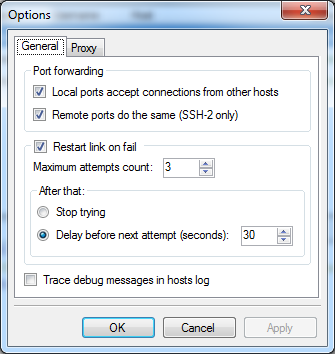 Options
General
Proxy
Port forwarding
Local ports accept connections from other hosts
Remote ports do the same (SSH-2 only)
Restart link on fail
Maximum attempts count: 3
After that:
Stop trying
Delay before next attempt (seconds): 30
Trace debug messages in hosts log
OK Cancel Apply